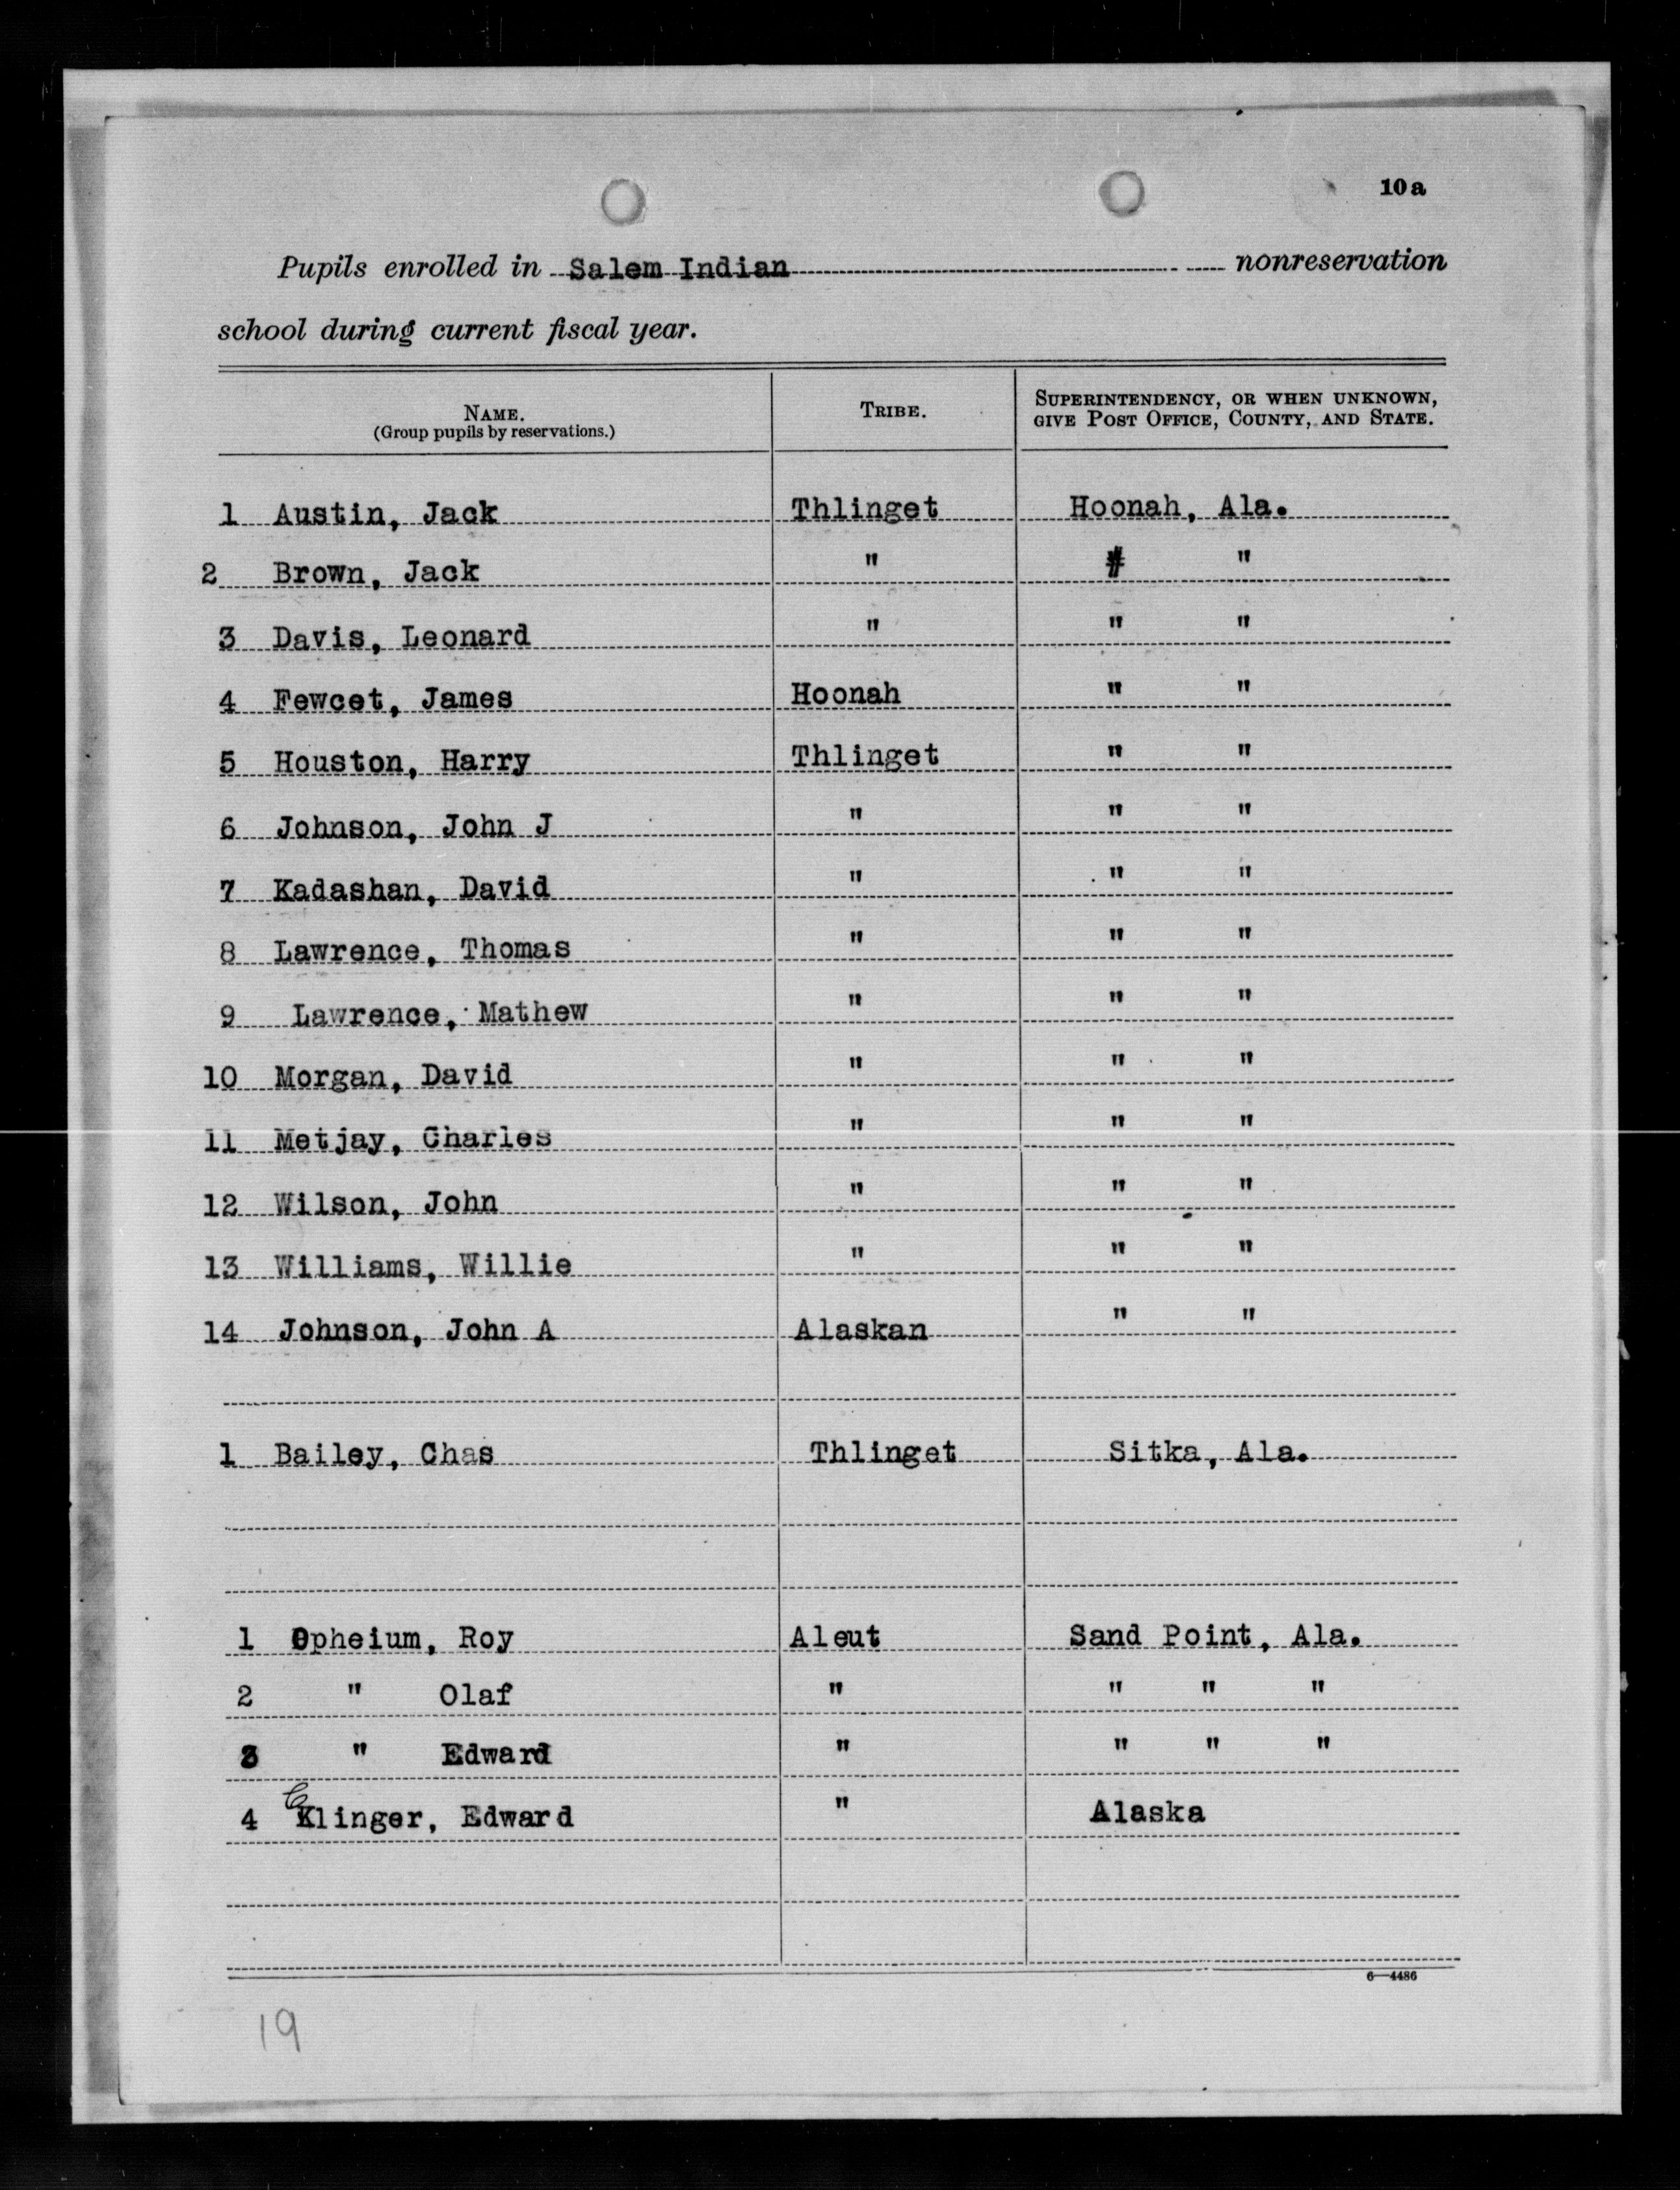 10a
Pupils enrolled in Salem Indian nonreservation
school during current fiscal year.
NAME. TRIBE. SUPERINTENDENCY, OR WHEN UNKNOWN,
(Group pupils by reservations.) GIVE POST OFFICE, COUNTY, AND STATE.
1 Austin, Jack Thlinget Hoonah, Ala.
2 Brown, Jack " " "
3 Davis, Leonard " " "
4 Fewcet, James Hoonah " "
5 Houston, Harry Thlinget " "
6 Johnson, John J " " "
7 Kadashan, David " " "
8 Lawrence, Thomas " " "
9 Lawrence, Mathew " " "
10 Morgan, David " " "
11 Metjay, Charles " " "
12 Wilson, John " " "
13 Williams, Willie " " "
14 Johnson, John A Alaskan " "
1 Bailey, Chas Thlinget Sitka, Ala.
1 Opheium, Roy Aleut Sand Point, Ala.
2 " Olaf " " " "
3 " Edward " " " "
4 Klinger, Edward " Alaska
6—4486
19